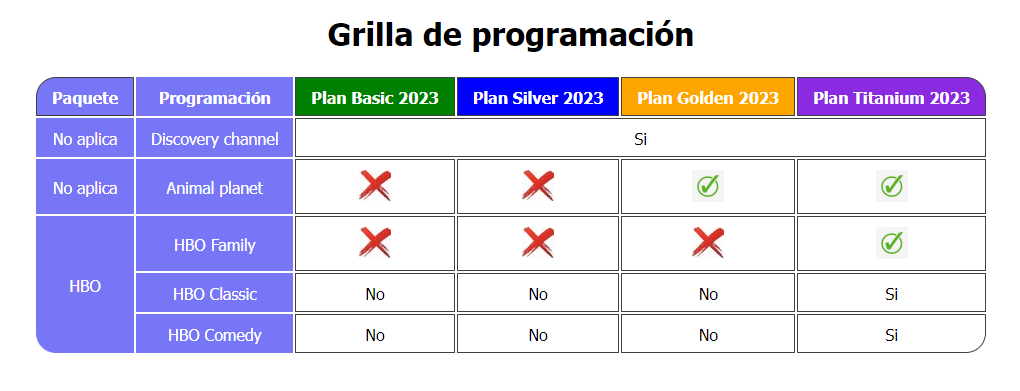 Grilla de programación
Paquete Programación Plan Basic 2023 Plan Silver 2023 Plan Golden 2023 Plan Titanium 2023
No aplica Discovery channel Si
No aplica Animal planet
HBO Family
HBO
HBO Classic No No No Si
HBO Comedy No No No Si